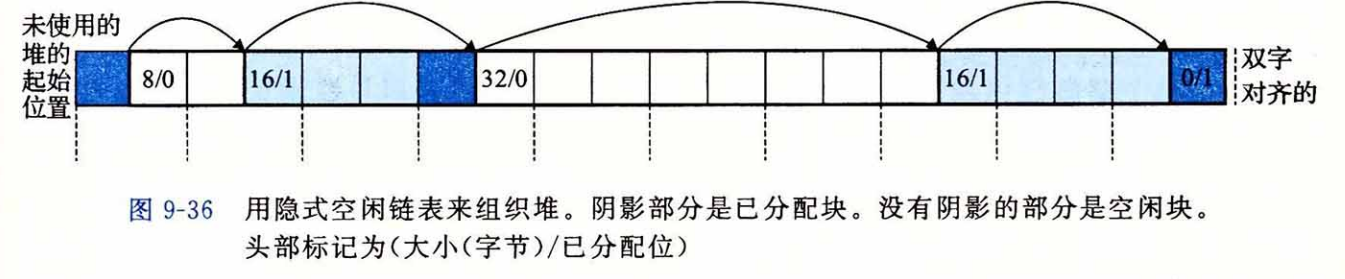 未使用的
堆的
起始
位置
8/0
16/1
32/0
16/1
0/1
双字
对齐的
图 9-36 用隐式空闲链表来组织堆。阴影部分是已分配块。没有阴影的部分是空闲块。
头部标记为(大小(字节)/已分配位)